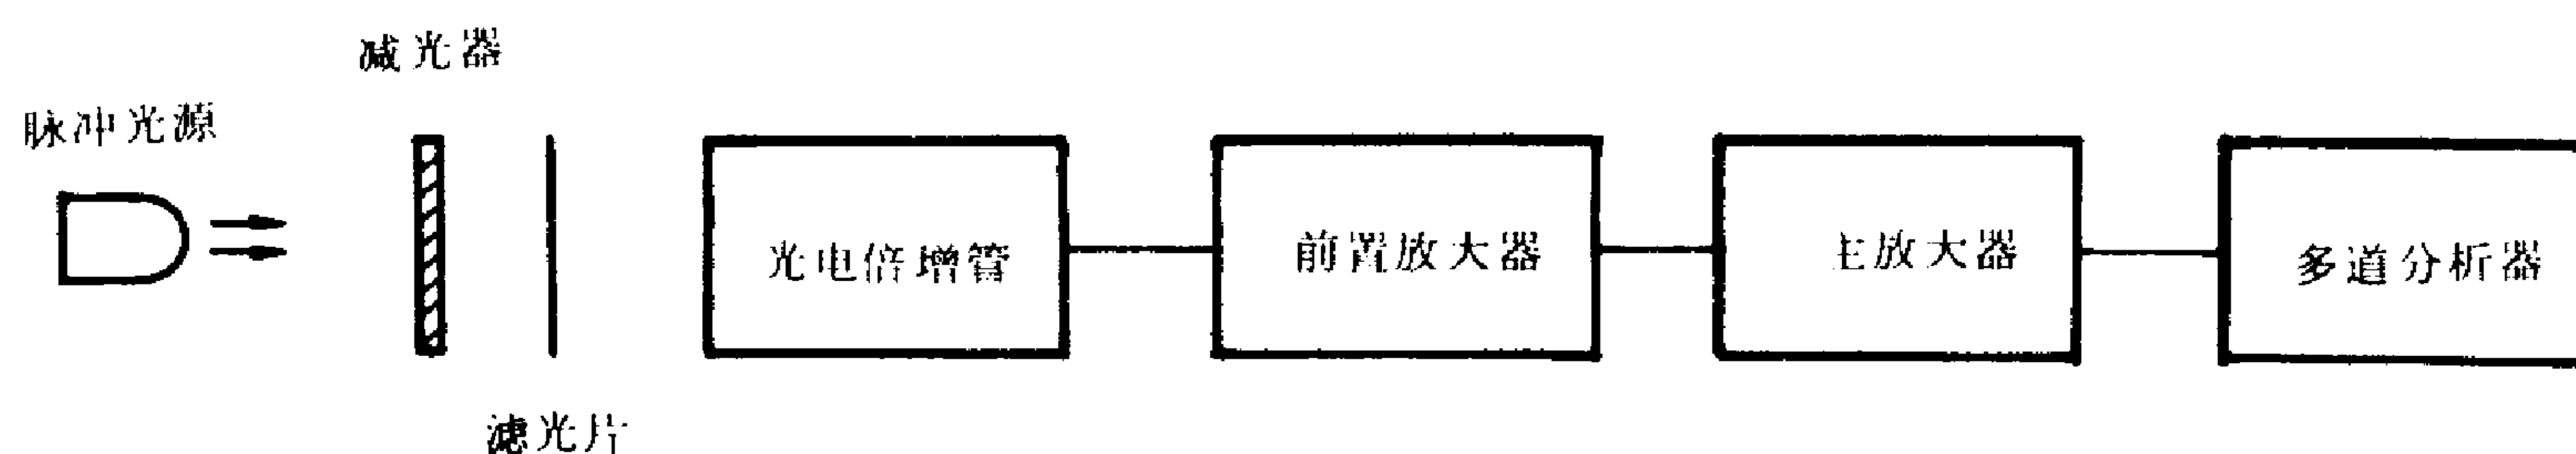 减光器
脉冲光源
光电倍增管
前置放大器
主放大器
多道分析器
滤光片